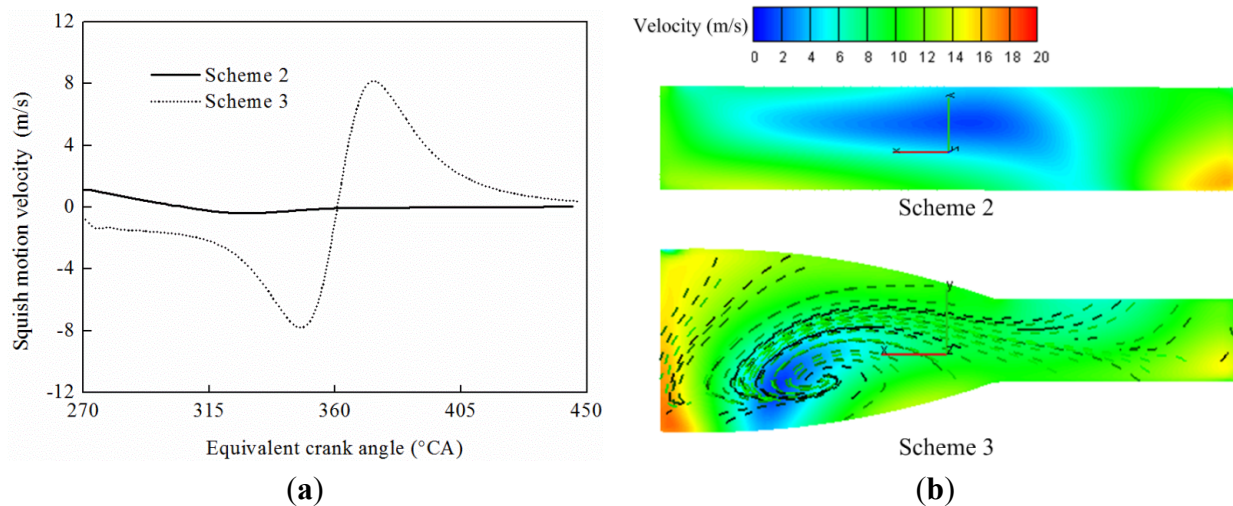 12
8
4
0
-4
-8
-12
Squish motion velocity (m/s)
Scheme 2
Scheme 3
270 315 360 405 450
Equivalent crank angle (°CA)
(a)
Velocity (m/s)
0 2 4 6 8 10 12 14 16 18 20
Scheme 2
y
Scheme 3
(b)